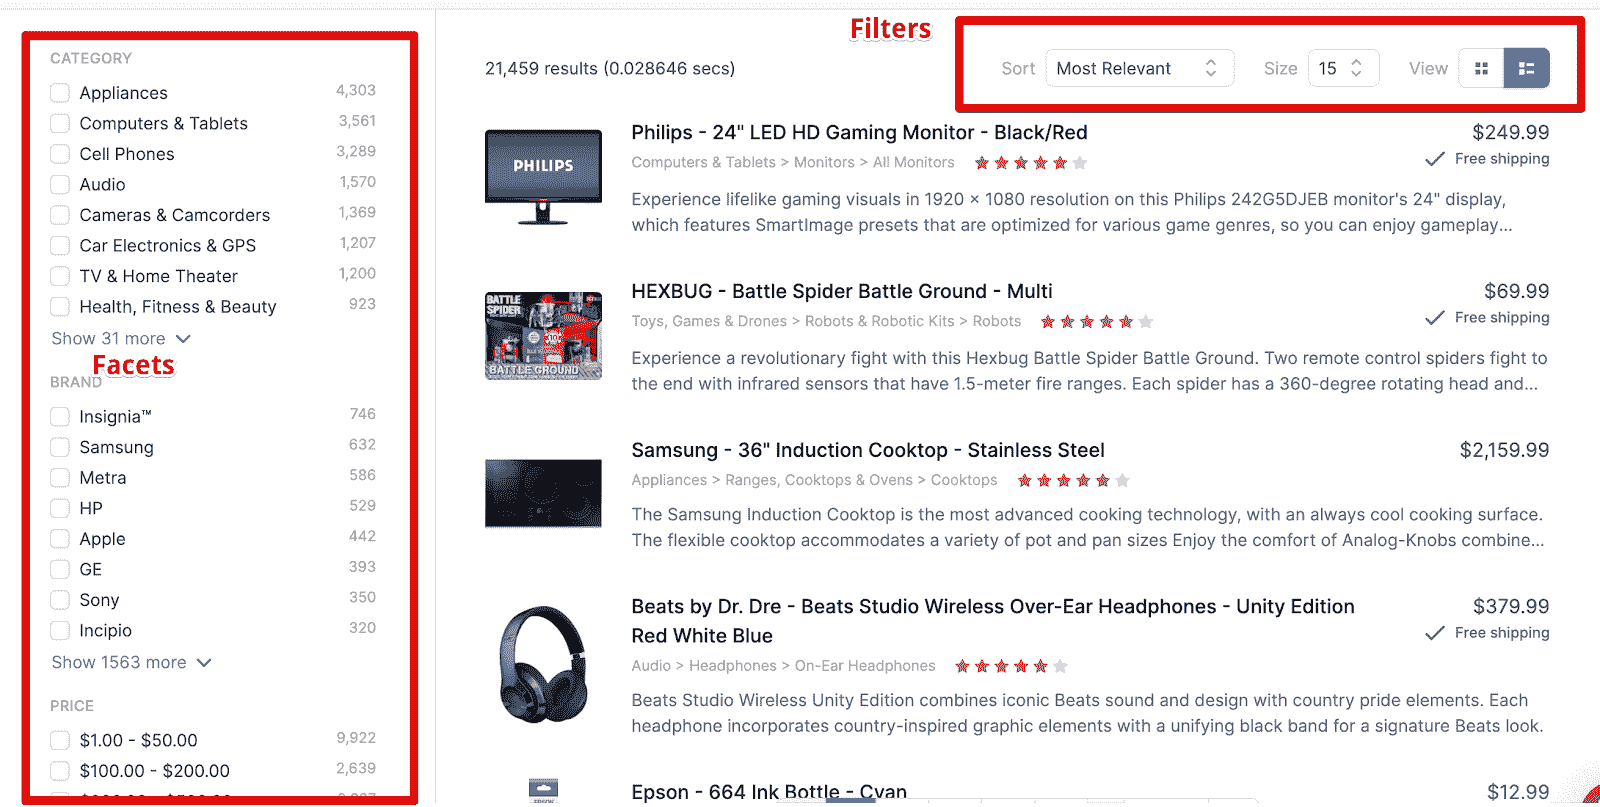 Filters
CATEGORY
Appliances 4,303
Computers & Tablets 3,561
Cell Phones 3,289
Audio 1,570
Cameras & Camcorders 1,369
Car Electronics & GPS 1,207
TV & Home Theater 1,200
Health, Fitness & Beauty 923
Show 31 more
Facets
BRAND
Insignia™ 746
Samsung 632
Metra 586
HP 529
Apple 442
GE 393
Sony 350
Incipio 320
Show 1563 more
PRICE
$1.00 - $50.00 9,922
$100.00 - $200.00 2,639
21,459 results (0.028646 secs)
Sort Most Relevant Size 15 View
PHILIPS
Philips - 24" LED HD Gaming Monitor - Black/Red $249.99
Computers & Tablets > Monitors > All Monitors Free shipping
Experience lifelike gaming visuals in 1920 × 1080 resolution on this Philips 242G5DJEB monitor's 24" display,
which features SmartImage presets that are optimized for various game genres, so you can enjoy gameplay...
BATTLE
SPIDER
BATTLE GROUND
HEXBUG - Battle Spider Battle Ground - Multi $69.99
Toys, Games & Drones > Robots & Robotic Kits > Robots Free shipping
Experience a revolutionary fight with this Hexbug Battle Spider Battle Ground. Two remote control spiders fight to
the end with infrared sensors that have 1.5-meter fire ranges. Each spider has a 360-degree rotating head and...
Samsung - 36" Induction Cooktop - Stainless Steel $2,159.99
Appliances > Ranges, Cooktops & Ovens > Cooktops
The Samsung Induction Cooktop is the most advanced cooking technology, with an always cool cooking surface.
The flexible cooktop accommodates a variety of pot and pan sizes Enjoy the comfort of Analog-Knobs combine...
Beats by Dr. Dre - Beats Studio Wireless Over-Ear Headphones - Unity Edition $379.99
Red White Blue Free shipping
Audio > Headphones > On-Ear Headphones
Beats Studio Wireless Unity Edition combines iconic Beats sound and design with country pride elements. Each
headphone incorporates country-inspired graphic elements with a unifying black band for a signature Beats look.
Epson - 664 Ink Bottle - Cyan $12.99